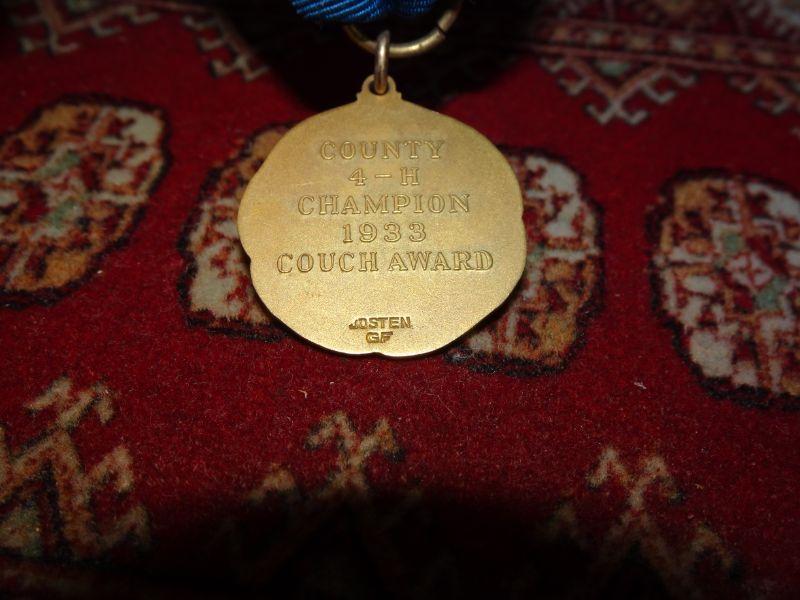 COUNTY
4-H
CHAMPION
1933
COUCH AWARD
JOSTEN
GF